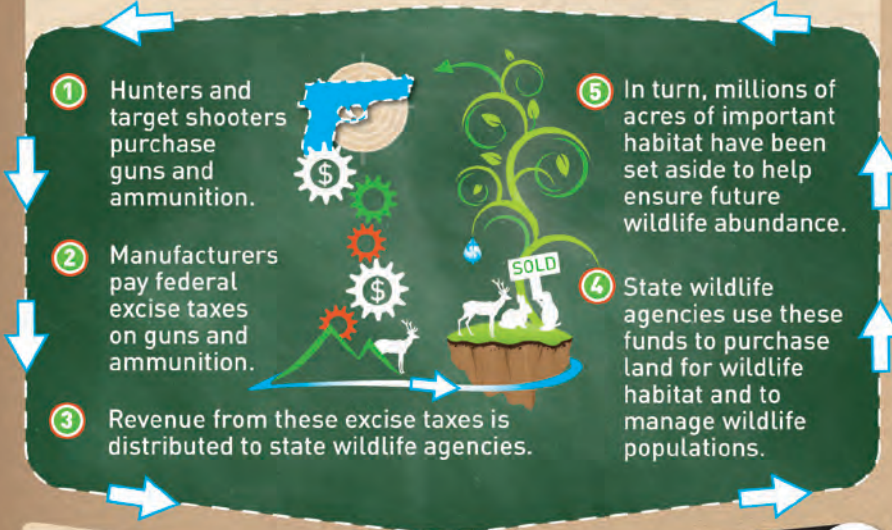 1 Hunters and
target shooters
purchase
guns and
ammunition.
2 Manufacturers
pay federal
excise taxes
on guns and
ammunition.
3 Revenue from these excise taxes is
distributed to state wildlife agencies.
$
$
SOLD
4 State wildlife
agencies use these
funds to purchase
land for wildlife
habitat and to
manage wildlife
populations.
5 In turn, millions of
acres of important
habitat have been
set aside to help
ensure future
wildlife abundance.